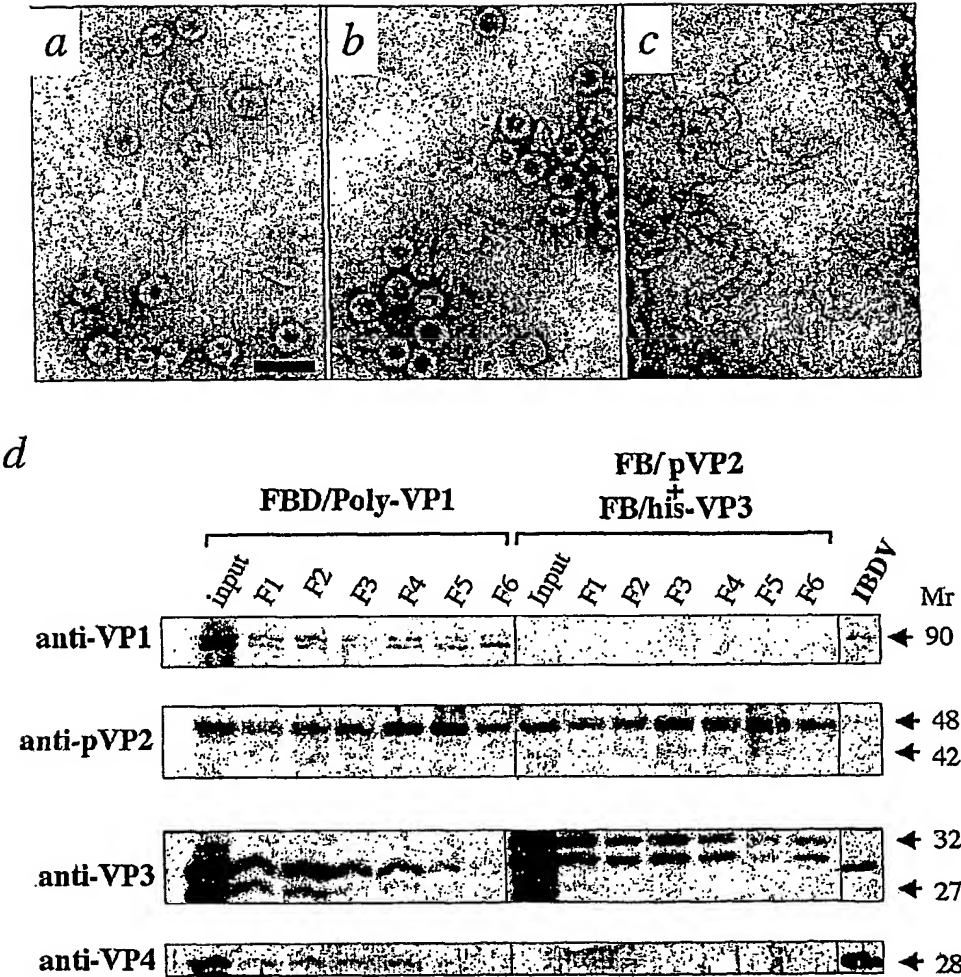 a b c
d
FBD/Poly-VP1
FB/pVP2
+
FB/his-VP3
input F1 F2 F3 F4 F5 F6 Input F1 F2 F3 F4 F5 F6 IBDV Mr
anti-VP1 90
anti-pVP2 48
42
anti-VP3 32
27
anti-VP4 28